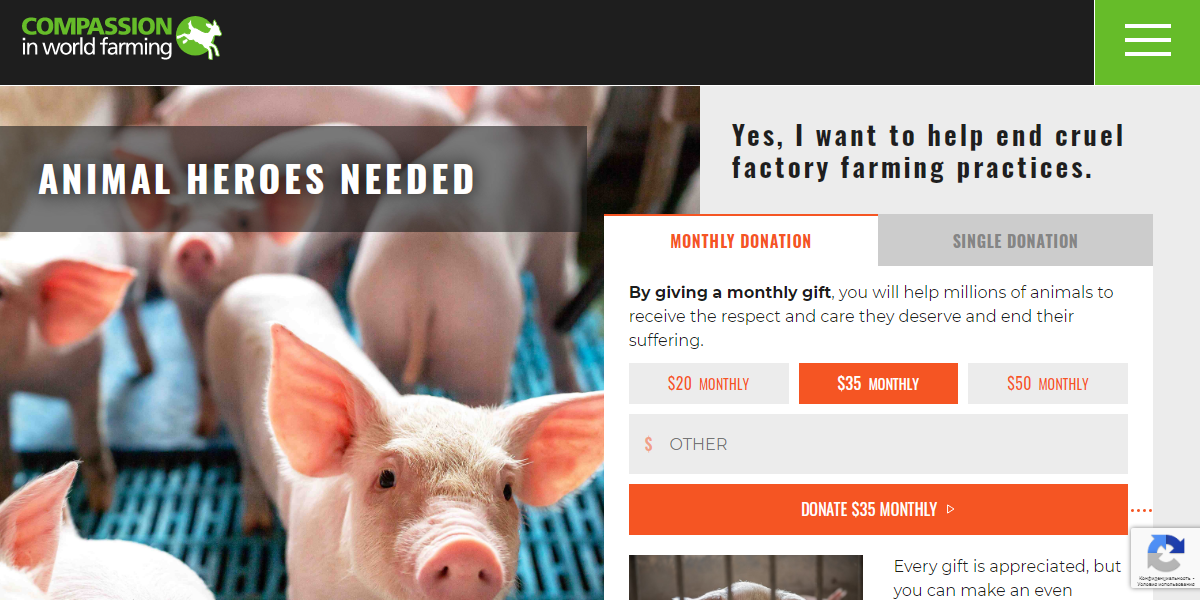 COMPASSION
in world farming
ANIMAL HEROES NEEDED
Yes, I want to help end cruel
factory farming practices.
MONTHLY DONATION
SINGLE DONATION
By giving a monthly gift, you will help millions of animals to
receive the respect and care they deserve and end their
suffering.
$20 MONTHLY
$35 MONTHLY
$50 MONTHLY
$ OTHER
DONATE $35 MONTHLY
Every gift is appreciated, but
you can make an even
Конфиденциальность -
Условия использования